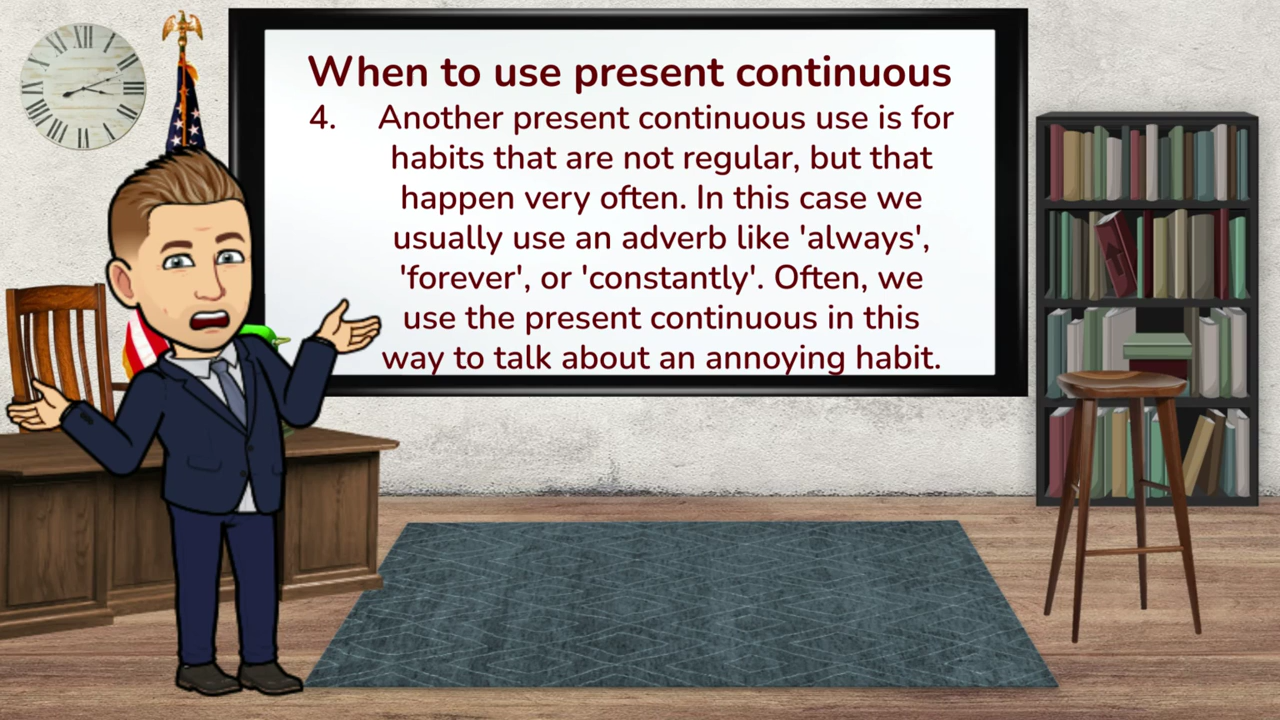 When to use present continuous
4. Another present continuous use is for
habits that are not regular, but that
happen very often. In this case we
usually use an adverb like 'always',
'forever', or 'constantly'. Often, we
use the present continuous in this
way to talk about an annoying habit.